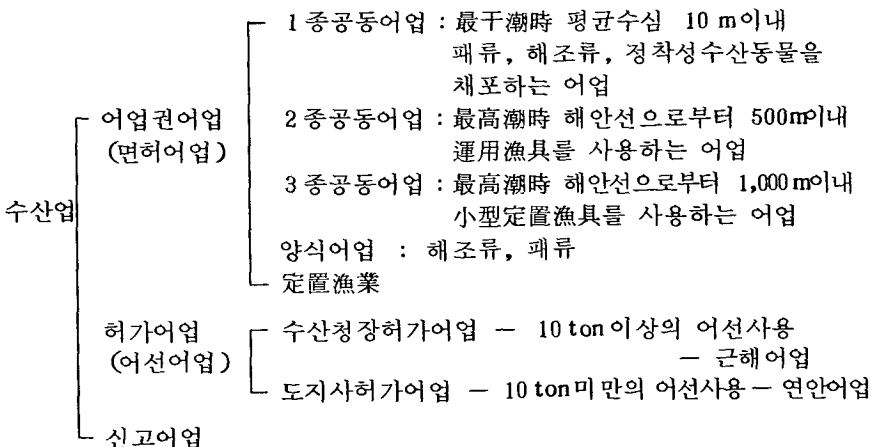 1종공동어업 : 最干潮時 평균수심 10 m이내
패류, 해조류, 정착성수산동물을
채포하는 어업
어업권어업
(면허어업)
2종공동어업 : 最高潮時 해안선으로부터 500m이내
運用漁具를 사용하는 어업
3종공동어업 : 最高潮時 해안선으로부터 1,000m이내
小型定置漁具를 사용하는 어업
수산업
양식어업 : 해조류, 패류
定置漁業
허가어업
(어선어업)
수산청장허가어업 — 10 ton이상의 어선사용
— 근해어업
도지사허가어업 — 10 ton미만의 어선사용 — 연안어업
신고어업